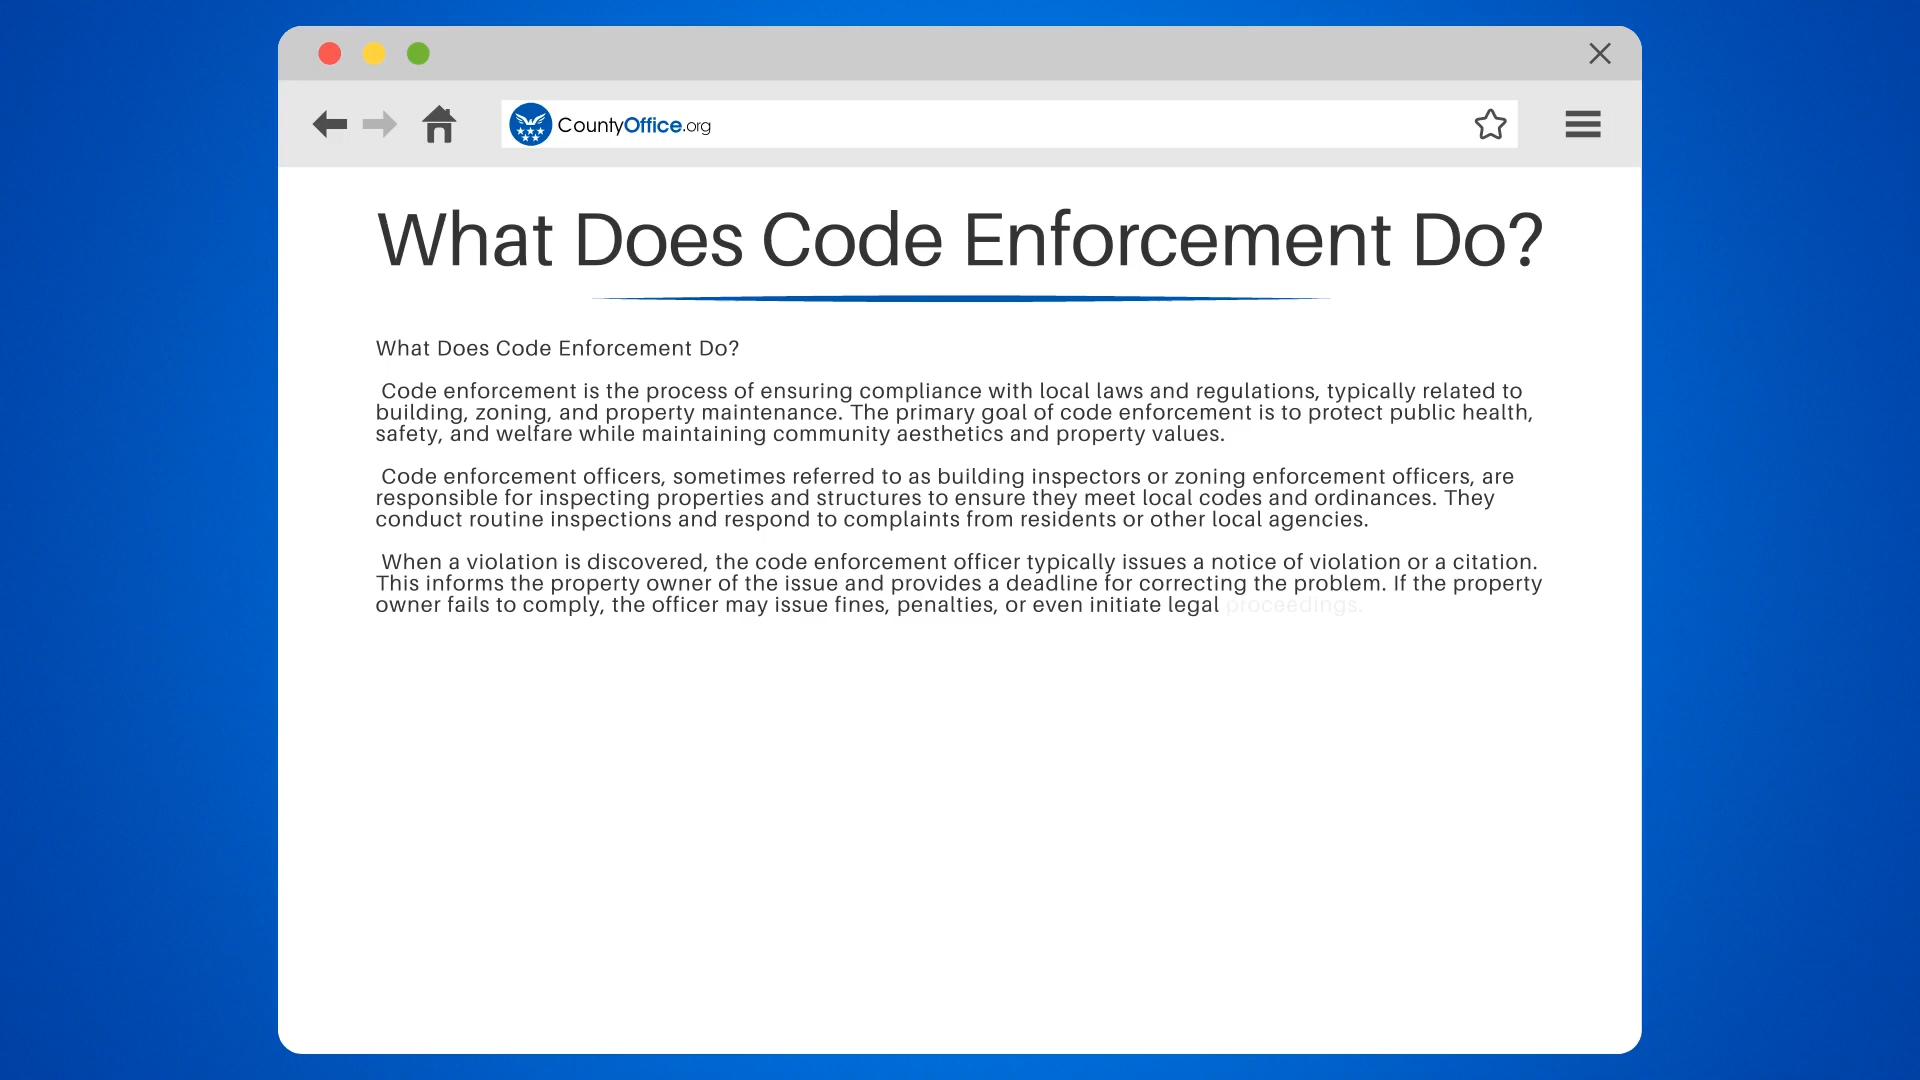 CountyOffice.org
What Does Code Enforcement Do?
What Does Code Enforcement Do?
Code enforcement is the process of ensuring compliance with local laws and regulations, typically related to
building, zoning, and property maintenance. The primary goal of code enforcement is to protect public health,
safety, and welfare while maintaining community aesthetics and property values.
Code enforcement officers, sometimes referred to as building inspectors or zoning enforcement officers, are
responsible for inspecting properties and structures to ensure they meet local codes and ordinances. They
conduct routine inspections and respond to complaints from residents or other local agencies.
When a violation is discovered, the code enforcement officer typically issues a notice of violation or a citation.
This informs the property owner of the issue and provides a deadline for correcting the problem. If the property
owner fails to comply, the officer may issue fines, penalties, or even initiate legal proceedings.